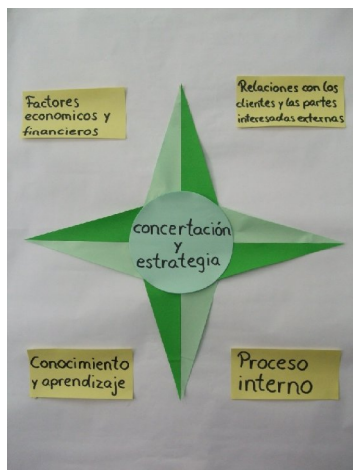 Factores
economicos y
financieros
Relaciones con los
clientes y las partes
interesadas externas
concertación
y
estrategia
Conocimiento
y aprendizaje
Proceso
interno